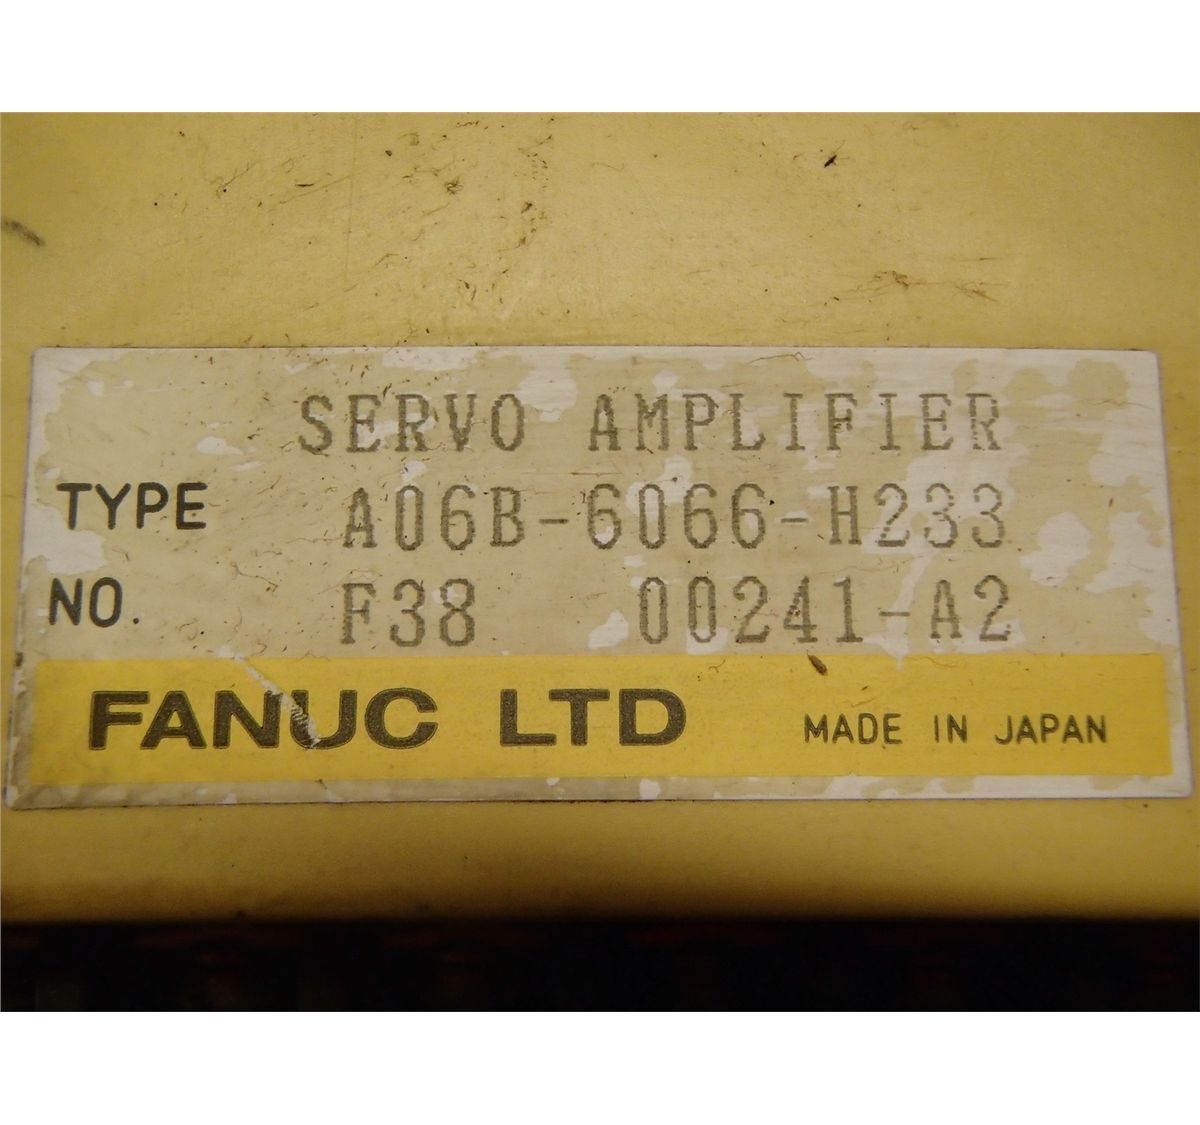 SERVO AMPLIFIER
TYPE A06B-6066-H233
NO. F38 00241-A2
FANUC LTD MADE IN JAPAN